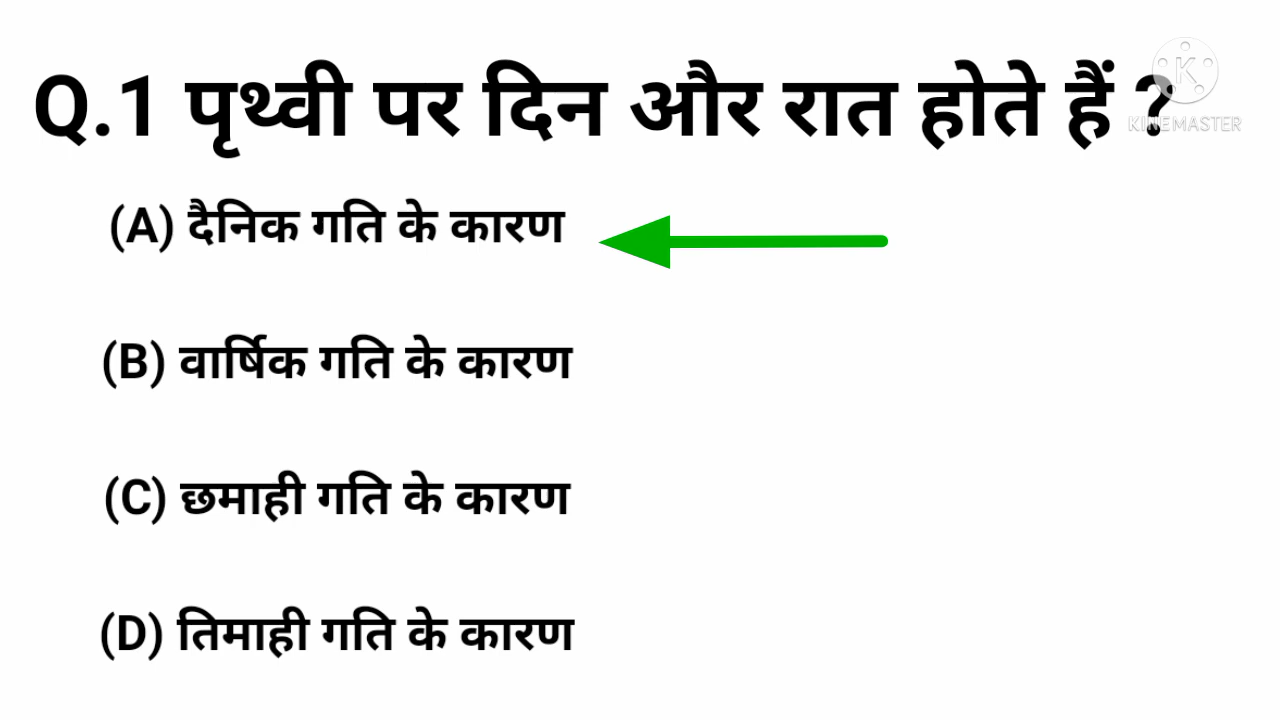 Q.1 पृथ्वी पर दिन और रात होते हैं ?
KINEMASTER
(A) दैनिक गति के कारण
(B) वार्षिक गति के कारण
(C) छमाही गति के कारण
(D) तिमाही गति के कारण